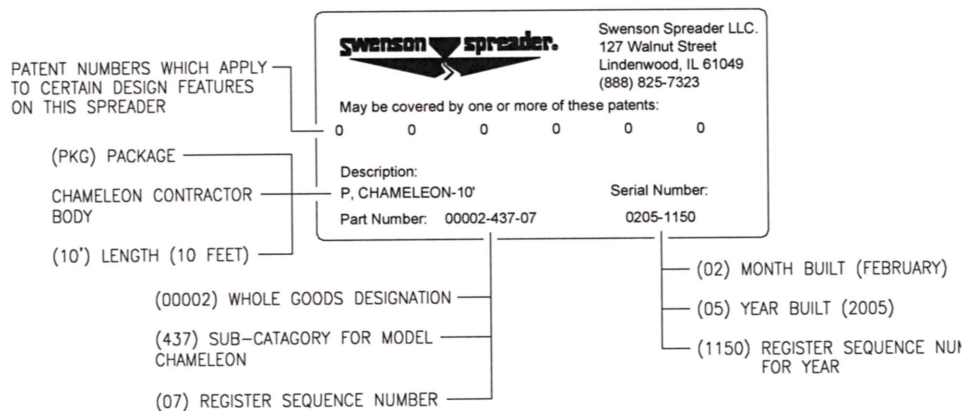 swenson spreader.
Swenson Spreader LLC.
127 Walnut Street
Lindenwood, IL 61049
(888) 825-7323
PATENT NUMBERS WHICH APPLY
TO CERTAIN DESIGN FEATURES
ON THIS SPREADER
May be covered by one or more of these patents:
0 0 0 0 0 0
(PKG) PACKAGE
CHAMELEON CONTRACTOR
BODY
(10') LENGTH (10 FEET)
Description:
P, CHAMELEON-10'
Serial Number:
Part Number: 00002-437-07
0205-1150
(00002) WHOLE GOODS DESIGNATION
(437) SUB-CATAGORY FOR MODEL
CHAMELEON
(07) REGISTER SEQUENCE NUMBER
(02) MONTH BUILT (FEBRUARY)
(05) YEAR BUILT (2005)
(1150) REGISTER SEQUENCE
FOR YEAR